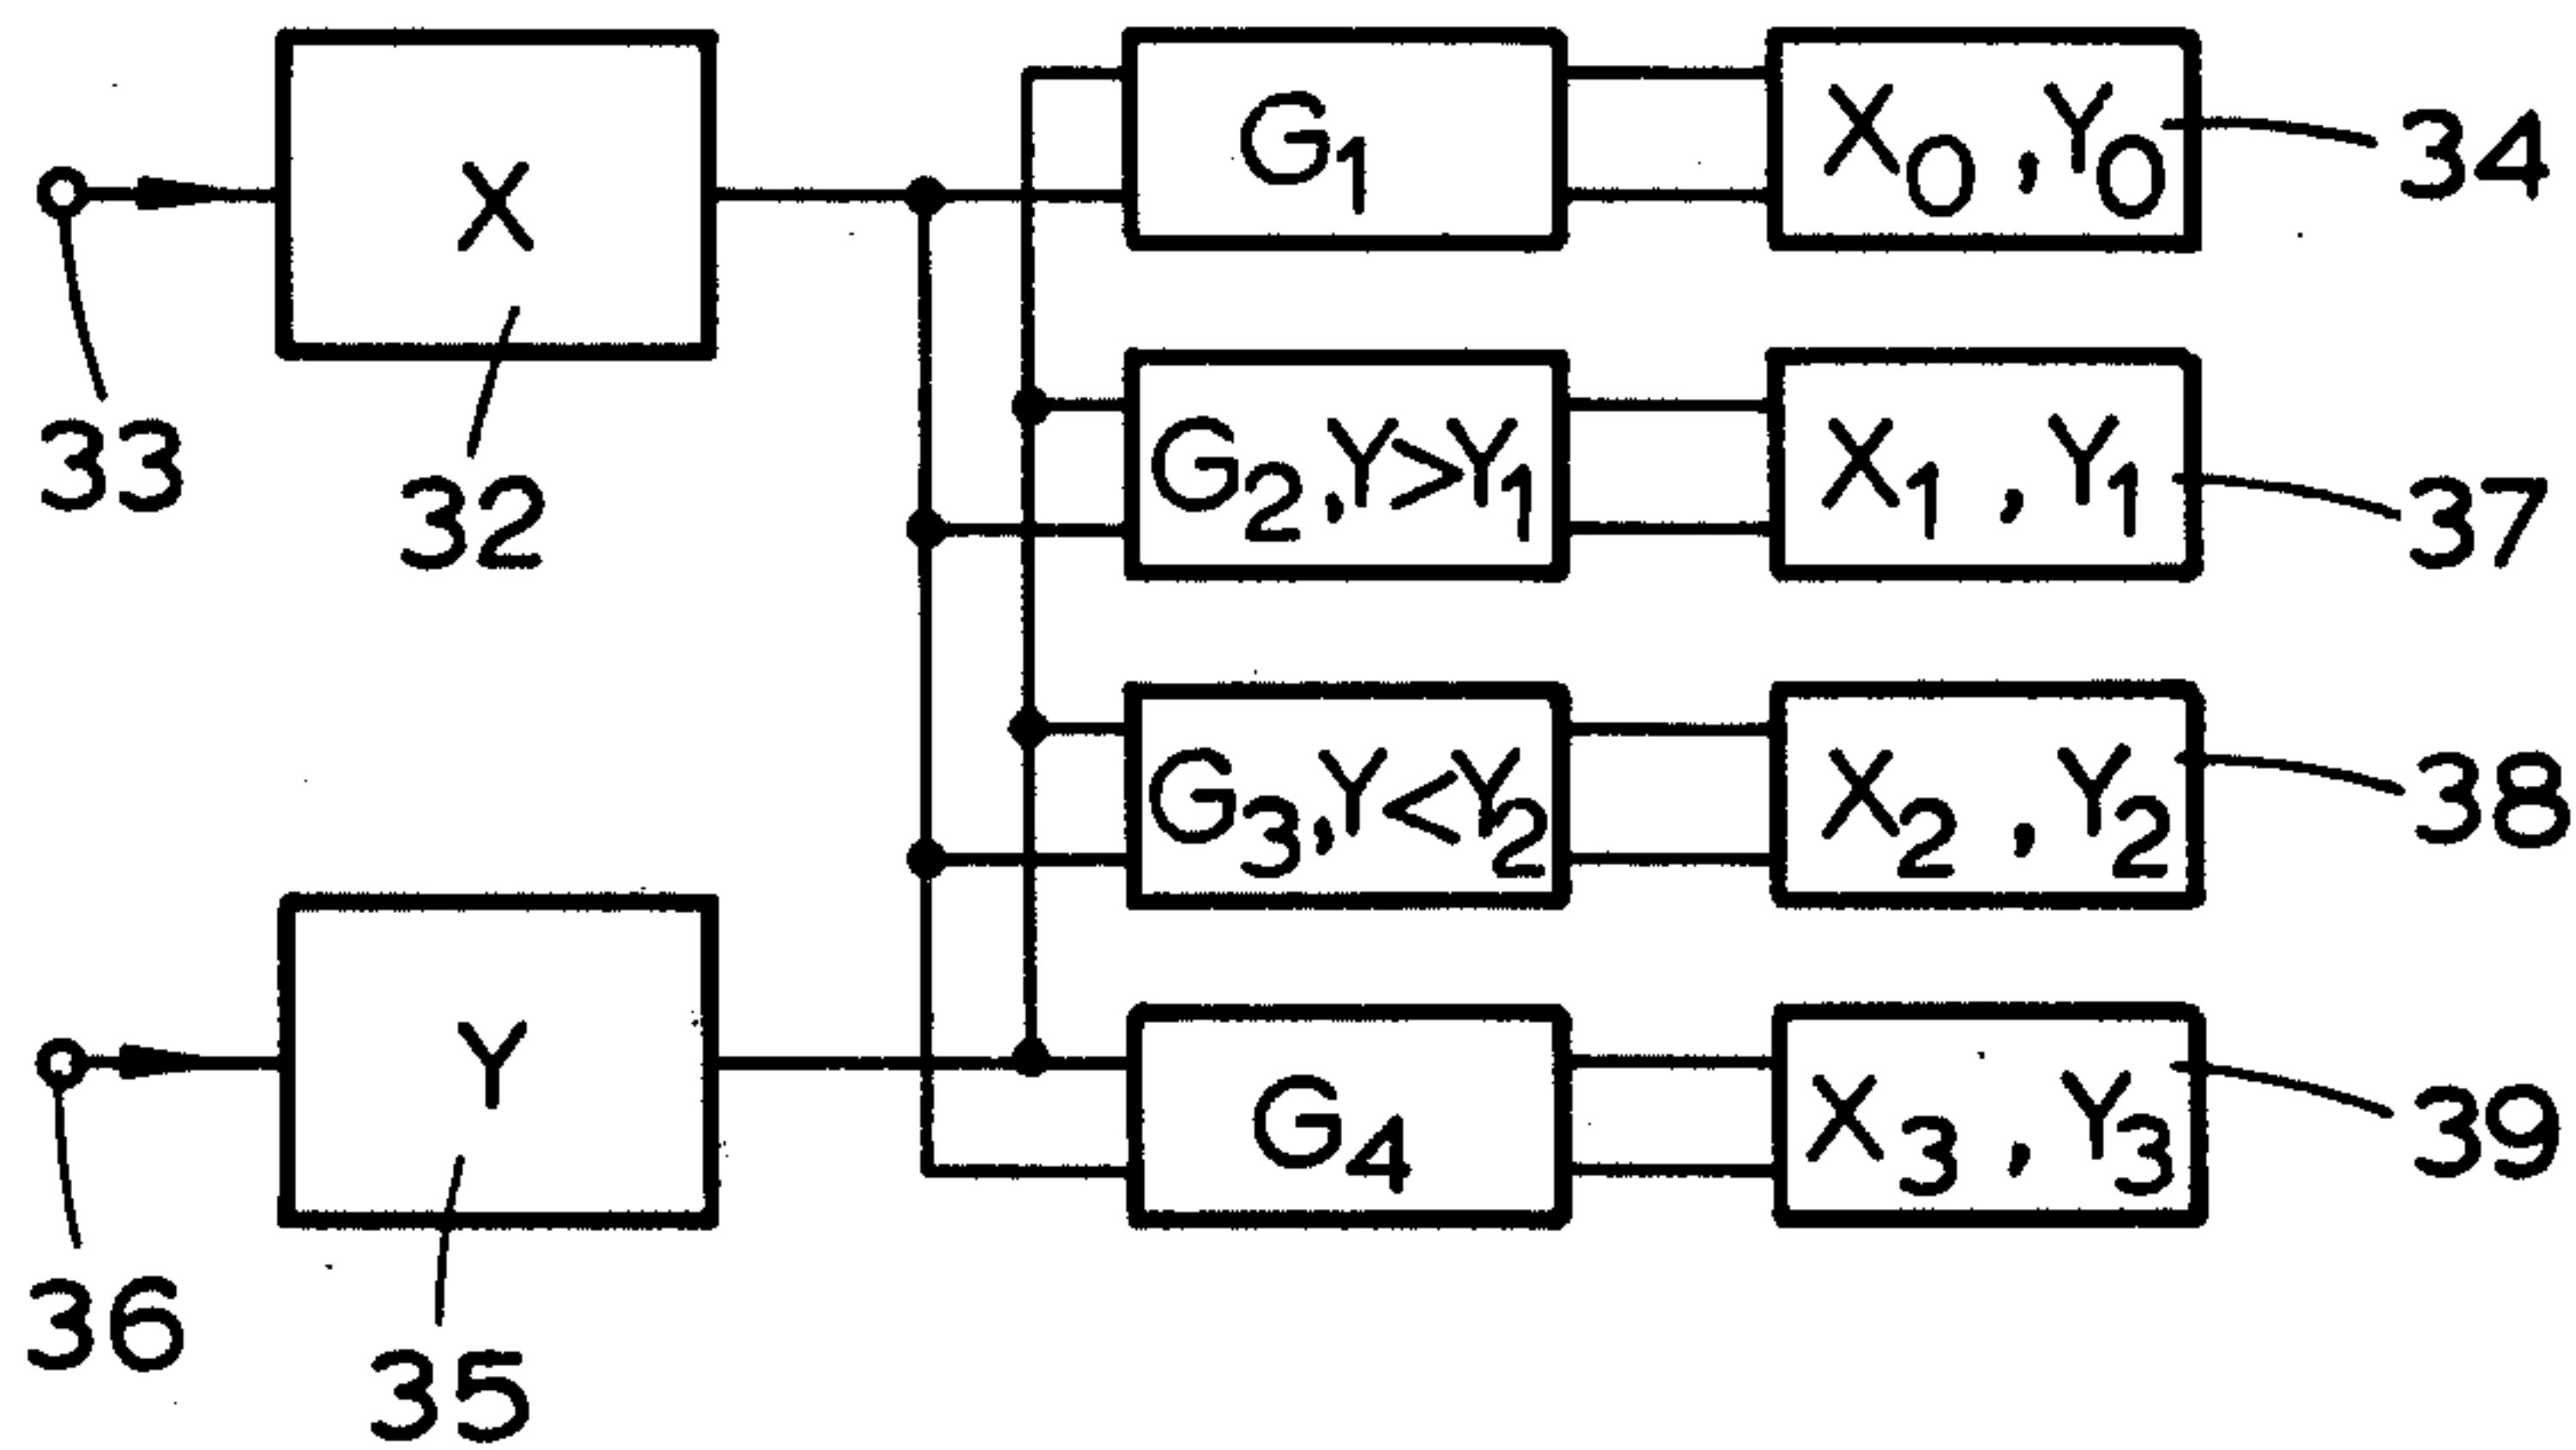 X
G₁
X₀, Y₀
34
33
32
G₂, Y>Y₁
X₁, Y₁
37
G₃, Y<Y₂
X₂, Y₂
38
Y
G₄
X₃, Y₃
39
36
35